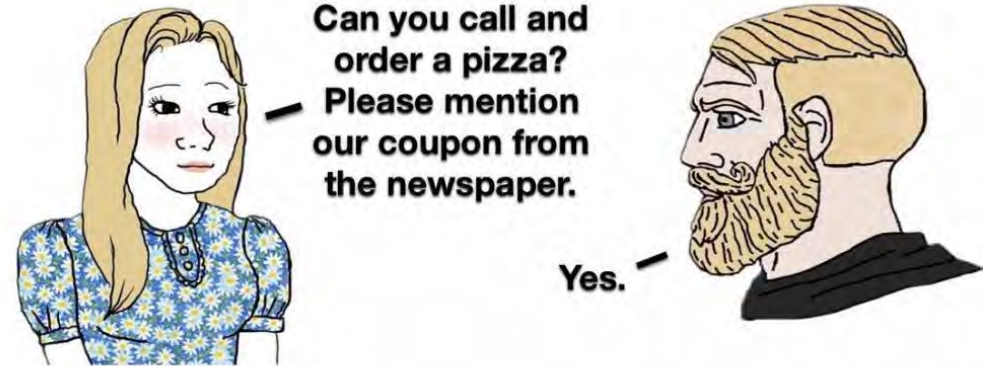 Can you call and
order a pizza?
Please mention
our coupon from
the newspaper.
Yes.